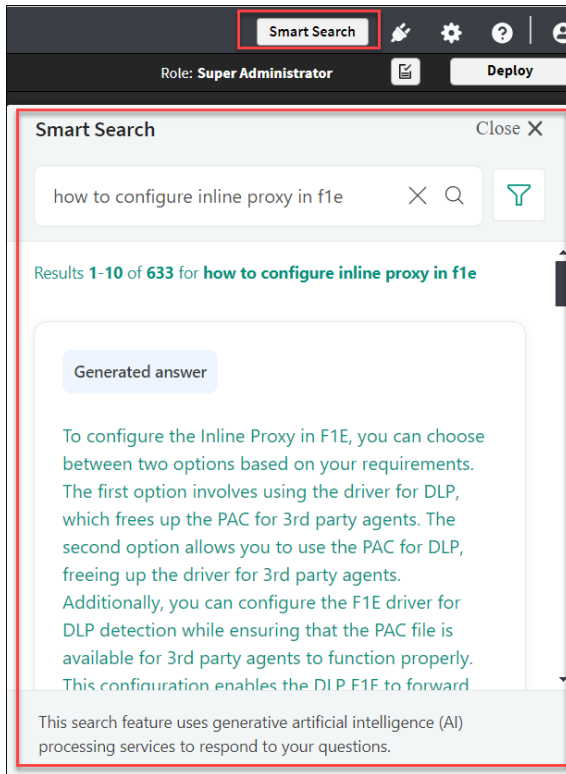 Smart Search
Role: Super Administrator
Deploy
Smart Search
Close
how to configure inline proxy in f1e
Results 1-10 of 633 for how to configure inline proxy in f1e
Generated answer
To configure the Inline Proxy in F1E, you can choose
between two options based on your requirements.
The first option involves using the driver for DLP,
which frees up the PAC for 3rd party agents. The
second option allows you to use the PAC for DLP,
freeing up the driver for 3rd party agents.
Additionally, you can configure the F1E driver for
DLP detection while ensuring that the PAC file is
available for 3rd party agents to function properly.
This configuration enables the DLP F1E to forward
This search feature uses generative artificial intelligence (AI)
processing services to respond to your questions.